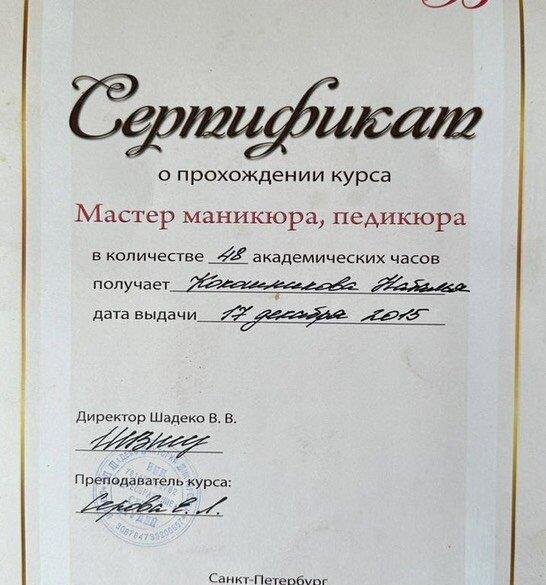 Сертификат
о прохождении курса
Мастер маникюра, педикюра
в количестве 48 академических часов
получает Кокошникова Наталья
дата выдачи 17 декабря 2015
Директор Шадеко В. В.
Преподаватель курса:
Серова Е. Л.
Санкт-Петербург